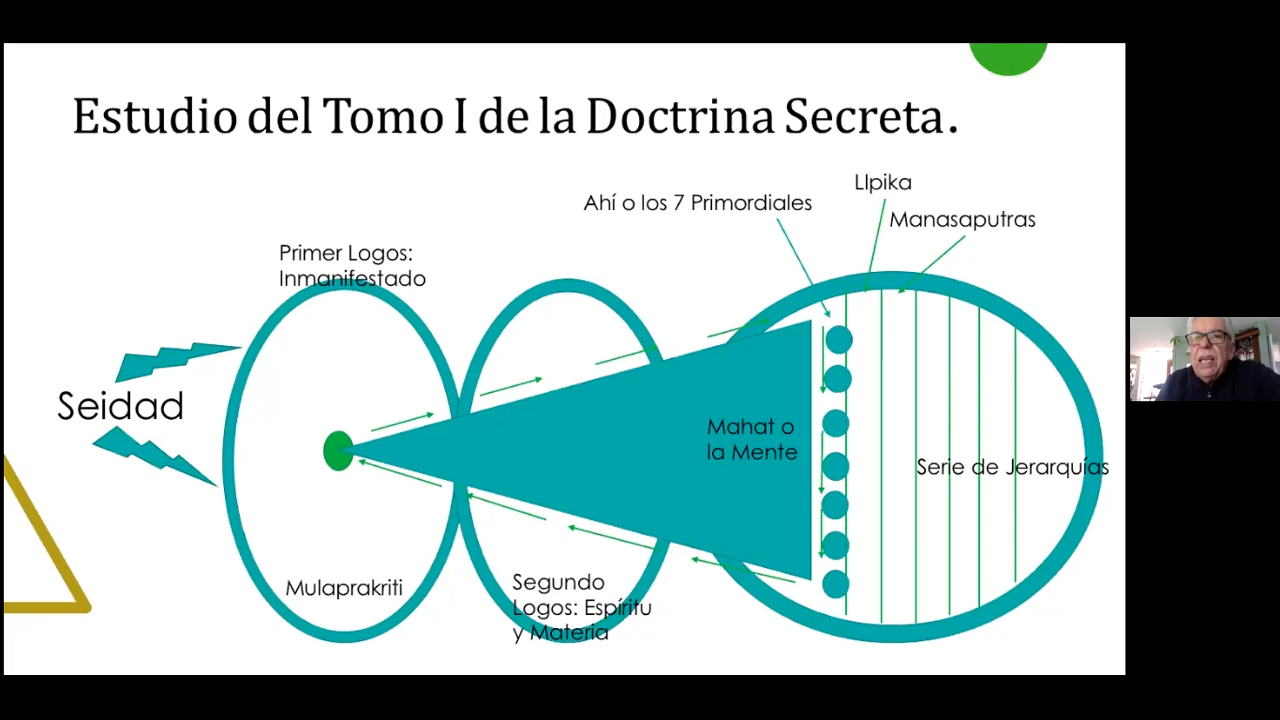 Estudio del Tomo I de la Doctrina Secreta.
LIpika
Ahí o los 7 Primordiales
Manasaputras
Primer Logos:
Inmanifestado
Seidad
Mahat o
la Mente
Serie de Jerarquías
Mulaprakriti
Segundo
Logos: Espíritu
y Materia